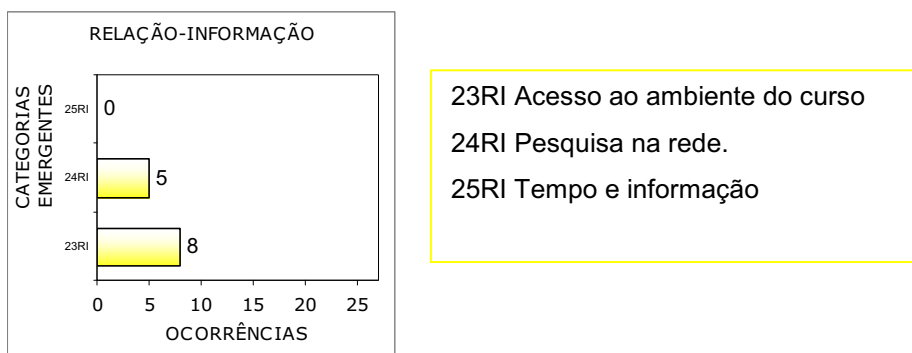 RELAÇÃO-INFORMAÇÃO
CATEGORIAS
EMERGENTES
25RI
0
24RI
5
23RI
8
0 5 10 15 20 25
OCORRÊNCIAS
23RI Acesso ao ambiente do curso
24RI Pesquisa na rede.
25RI Tempo e informação